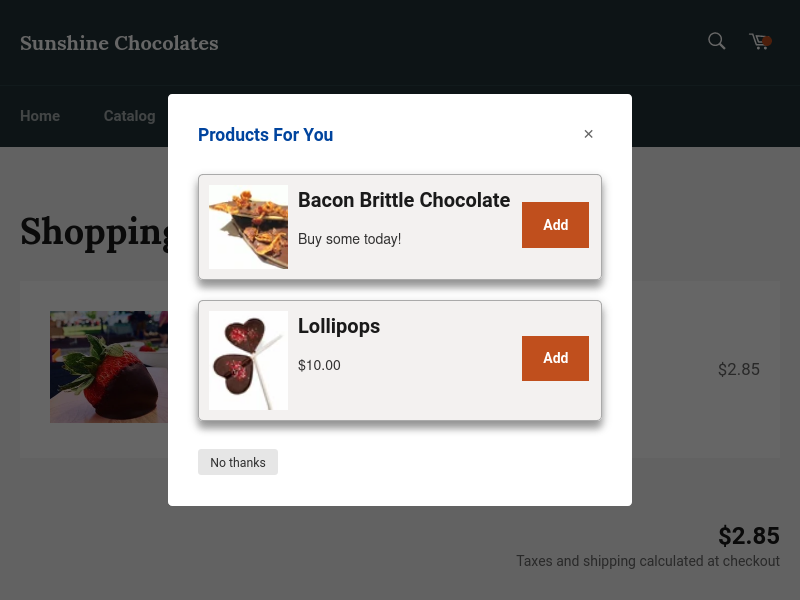 Sunshine Chocolates
Home
Catalog
Products For You
×
Shopping
Bacon Brittle Chocolate
Buy some today!
Add
Lollipops
$10.00
Add
$2.85
No thanks
$2.85
Taxes and shipping calculated at checkout